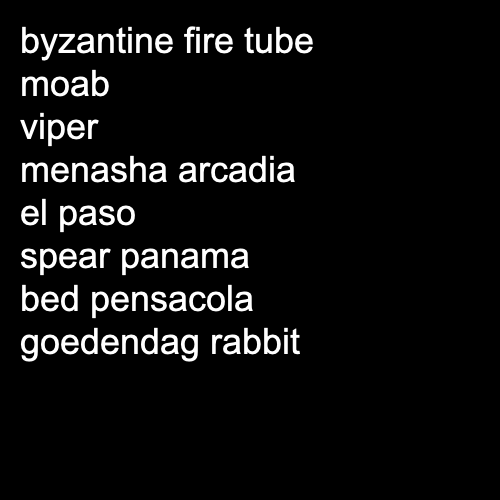 byzantine fire tube
moab
viper
menasha arcadia
el paso
spear panama
bed pensacola
goedendag rabbit